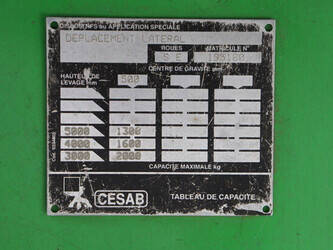 DISPOSITIFS ou APPLICATION SPECIALE
DEPLACEMENT LATERAL
ROUES
MATRICULE N°
CENTRE DE GRAVITE mm
HAUTEUR DE
LEVAGE mm
500
5000 1300
4000 1600
3000 2000
CAPACITE MAXIMALE kg
CESAB
TABLEAU DE CAPACITE